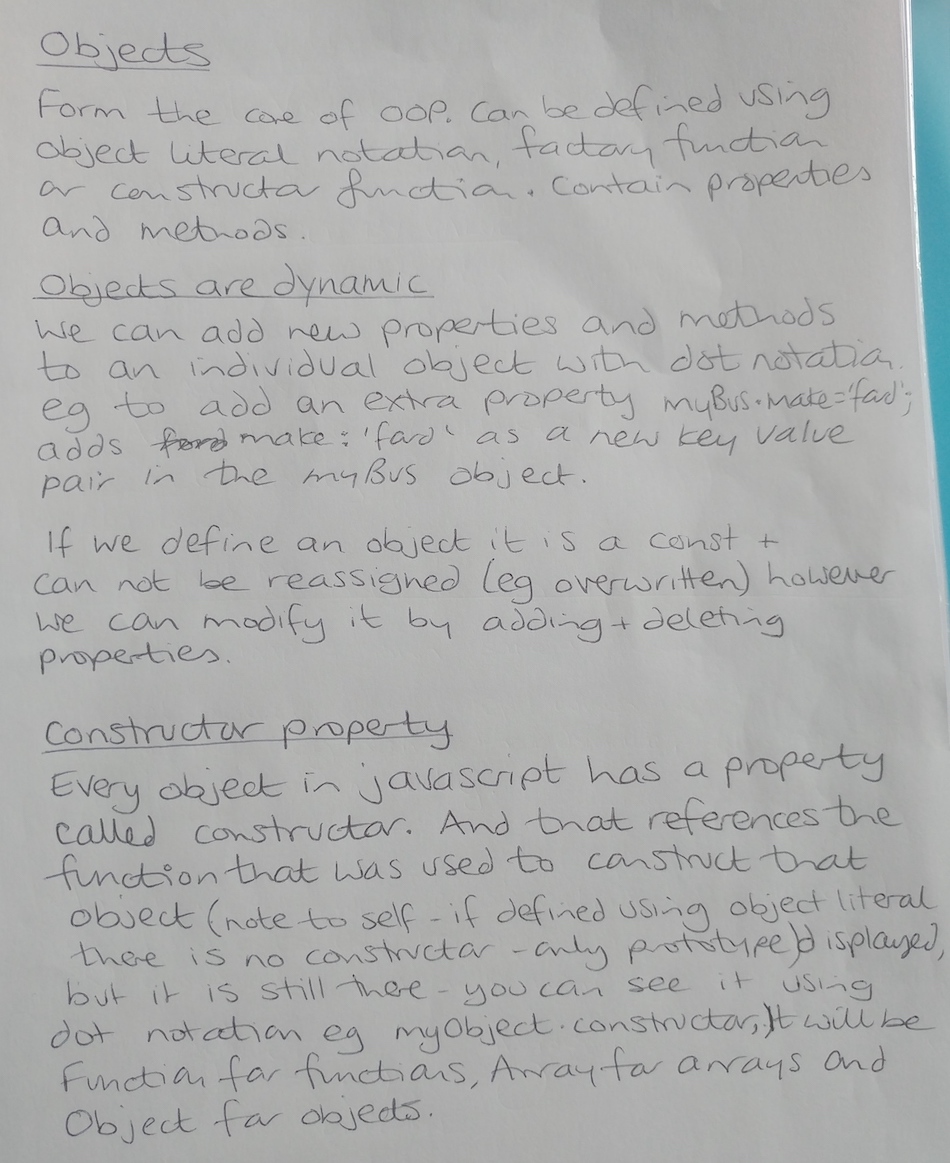 Objects
Form the core of OOP. Can be defined using
object literal notation, factory function
or constructor function. Contain properties
and methods.
Objects are dynamic
We can add new properties and methods
to an individual object with dot notation.
eg to add an extra property myBus.make='ford';
adds ford make: 'ford' as a new key value
pair in the myBus object.
If we define an object it is a const +
can not be reassigned (eg overwritten) however
we can modify it by adding + deleting
properties.
Constructor property
Every object in javascript has a property
called constructor. And that references the
function that was used to construct that
object (note to self - if defined using object literal
there is no constructor - only prototype) displayed,
but it is still there - you can see it using
dot notation eg myObject.constructor;) It will be
Function for functions, Array for arrays and
Object for objects.